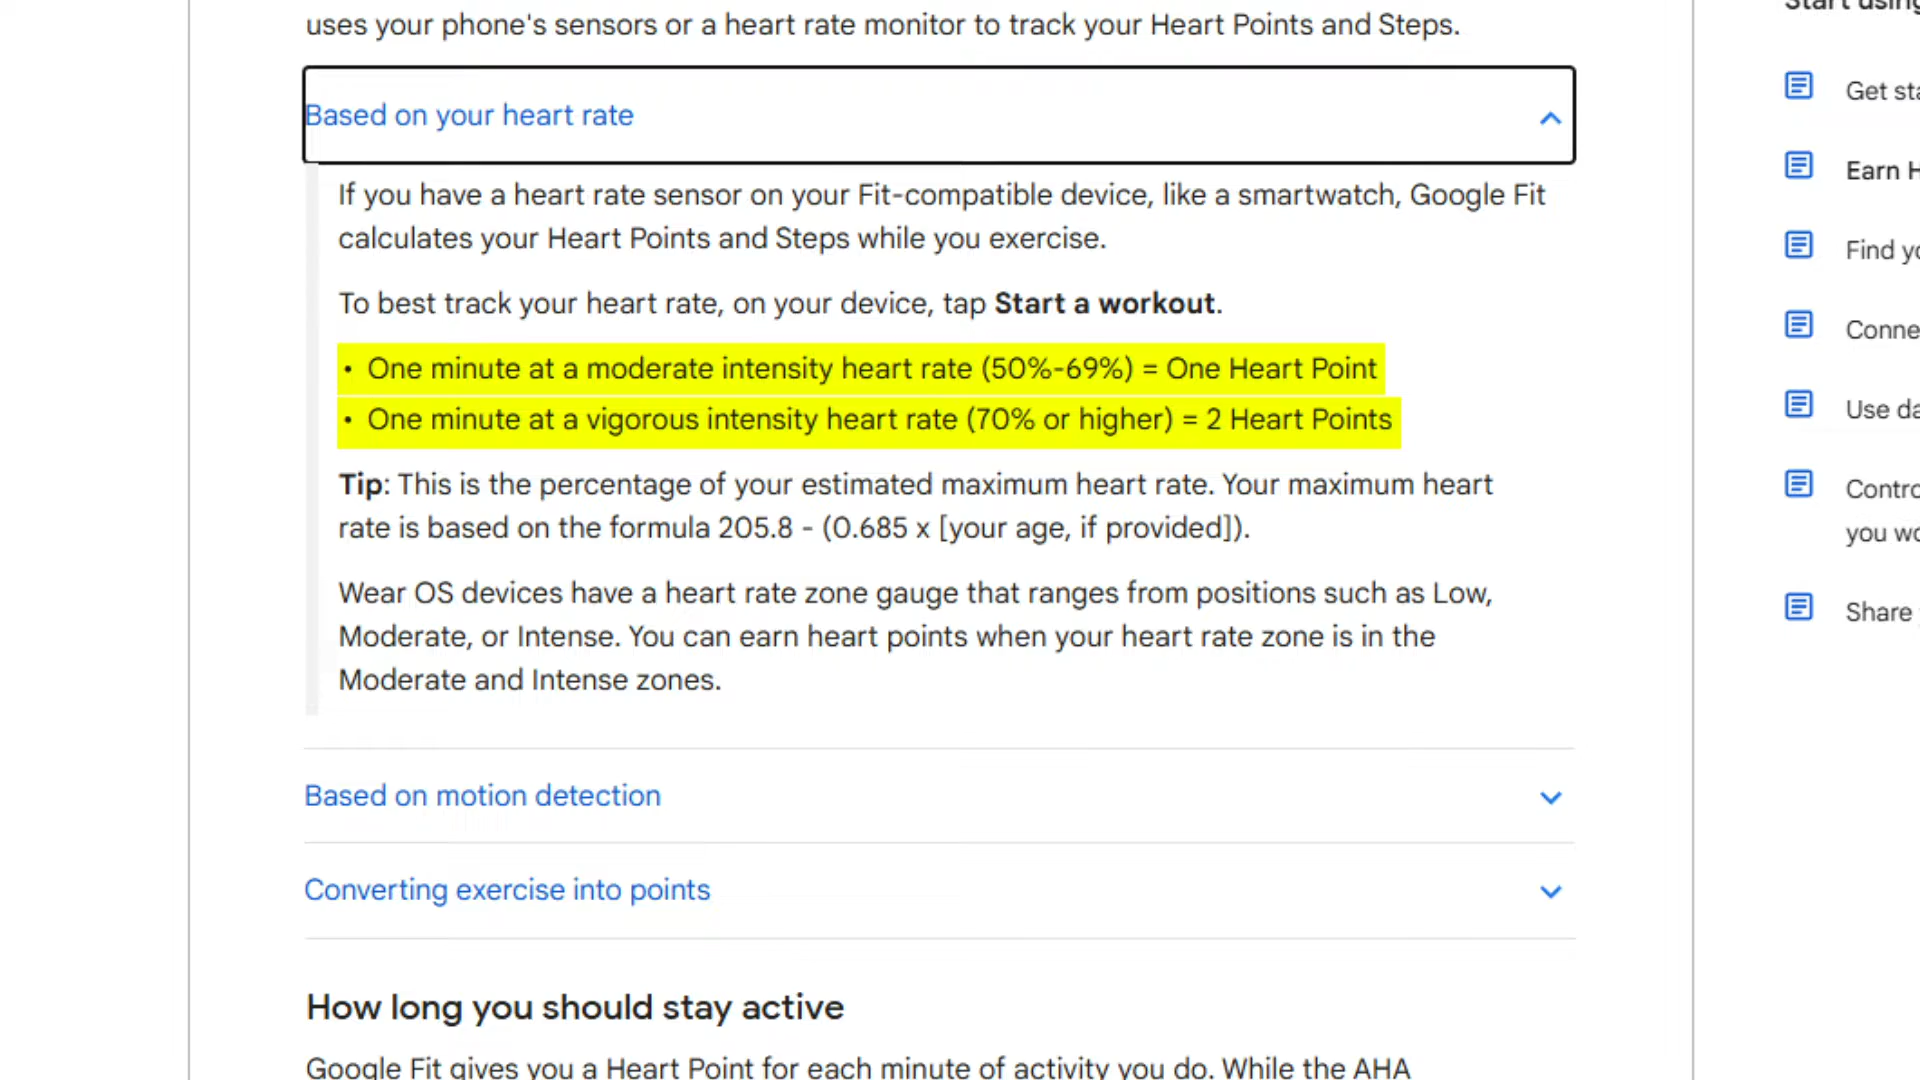 uses your phone's sensors or a heart rate monitor to track your Heart Points and Steps.
Based on your heart rate
If you have a heart rate sensor on your Fit-compatible device, like a smartwatch, Google Fit
calculates your Heart Points and Steps while you exercise.
To best track your heart rate, on your device, tap Start a workout.
• One minute at a moderate intensity heart rate (50%-69%) = One Heart Point
• One minute at a vigorous intensity heart rate (70% or higher) = 2 Heart Points
Tip: This is the percentage of your estimated maximum heart rate. Your maximum heart
rate is based on the formula 205.8 - (0.685 x [your age, if provided]).
Wear OS devices have a heart rate zone gauge that ranges from positions such as Low,
Moderate, or Intense. You can earn heart points when your heart rate zone is in the
Moderate and Intense zones.
Based on motion detection
Converting exercise into points
How long you should stay active
Google Fit gives you a Heart Point for each minute of activity you do. While the AHA
Start using
Get sta
Earn H
Find yo
Conne
Use da
Contro
you wo
Share